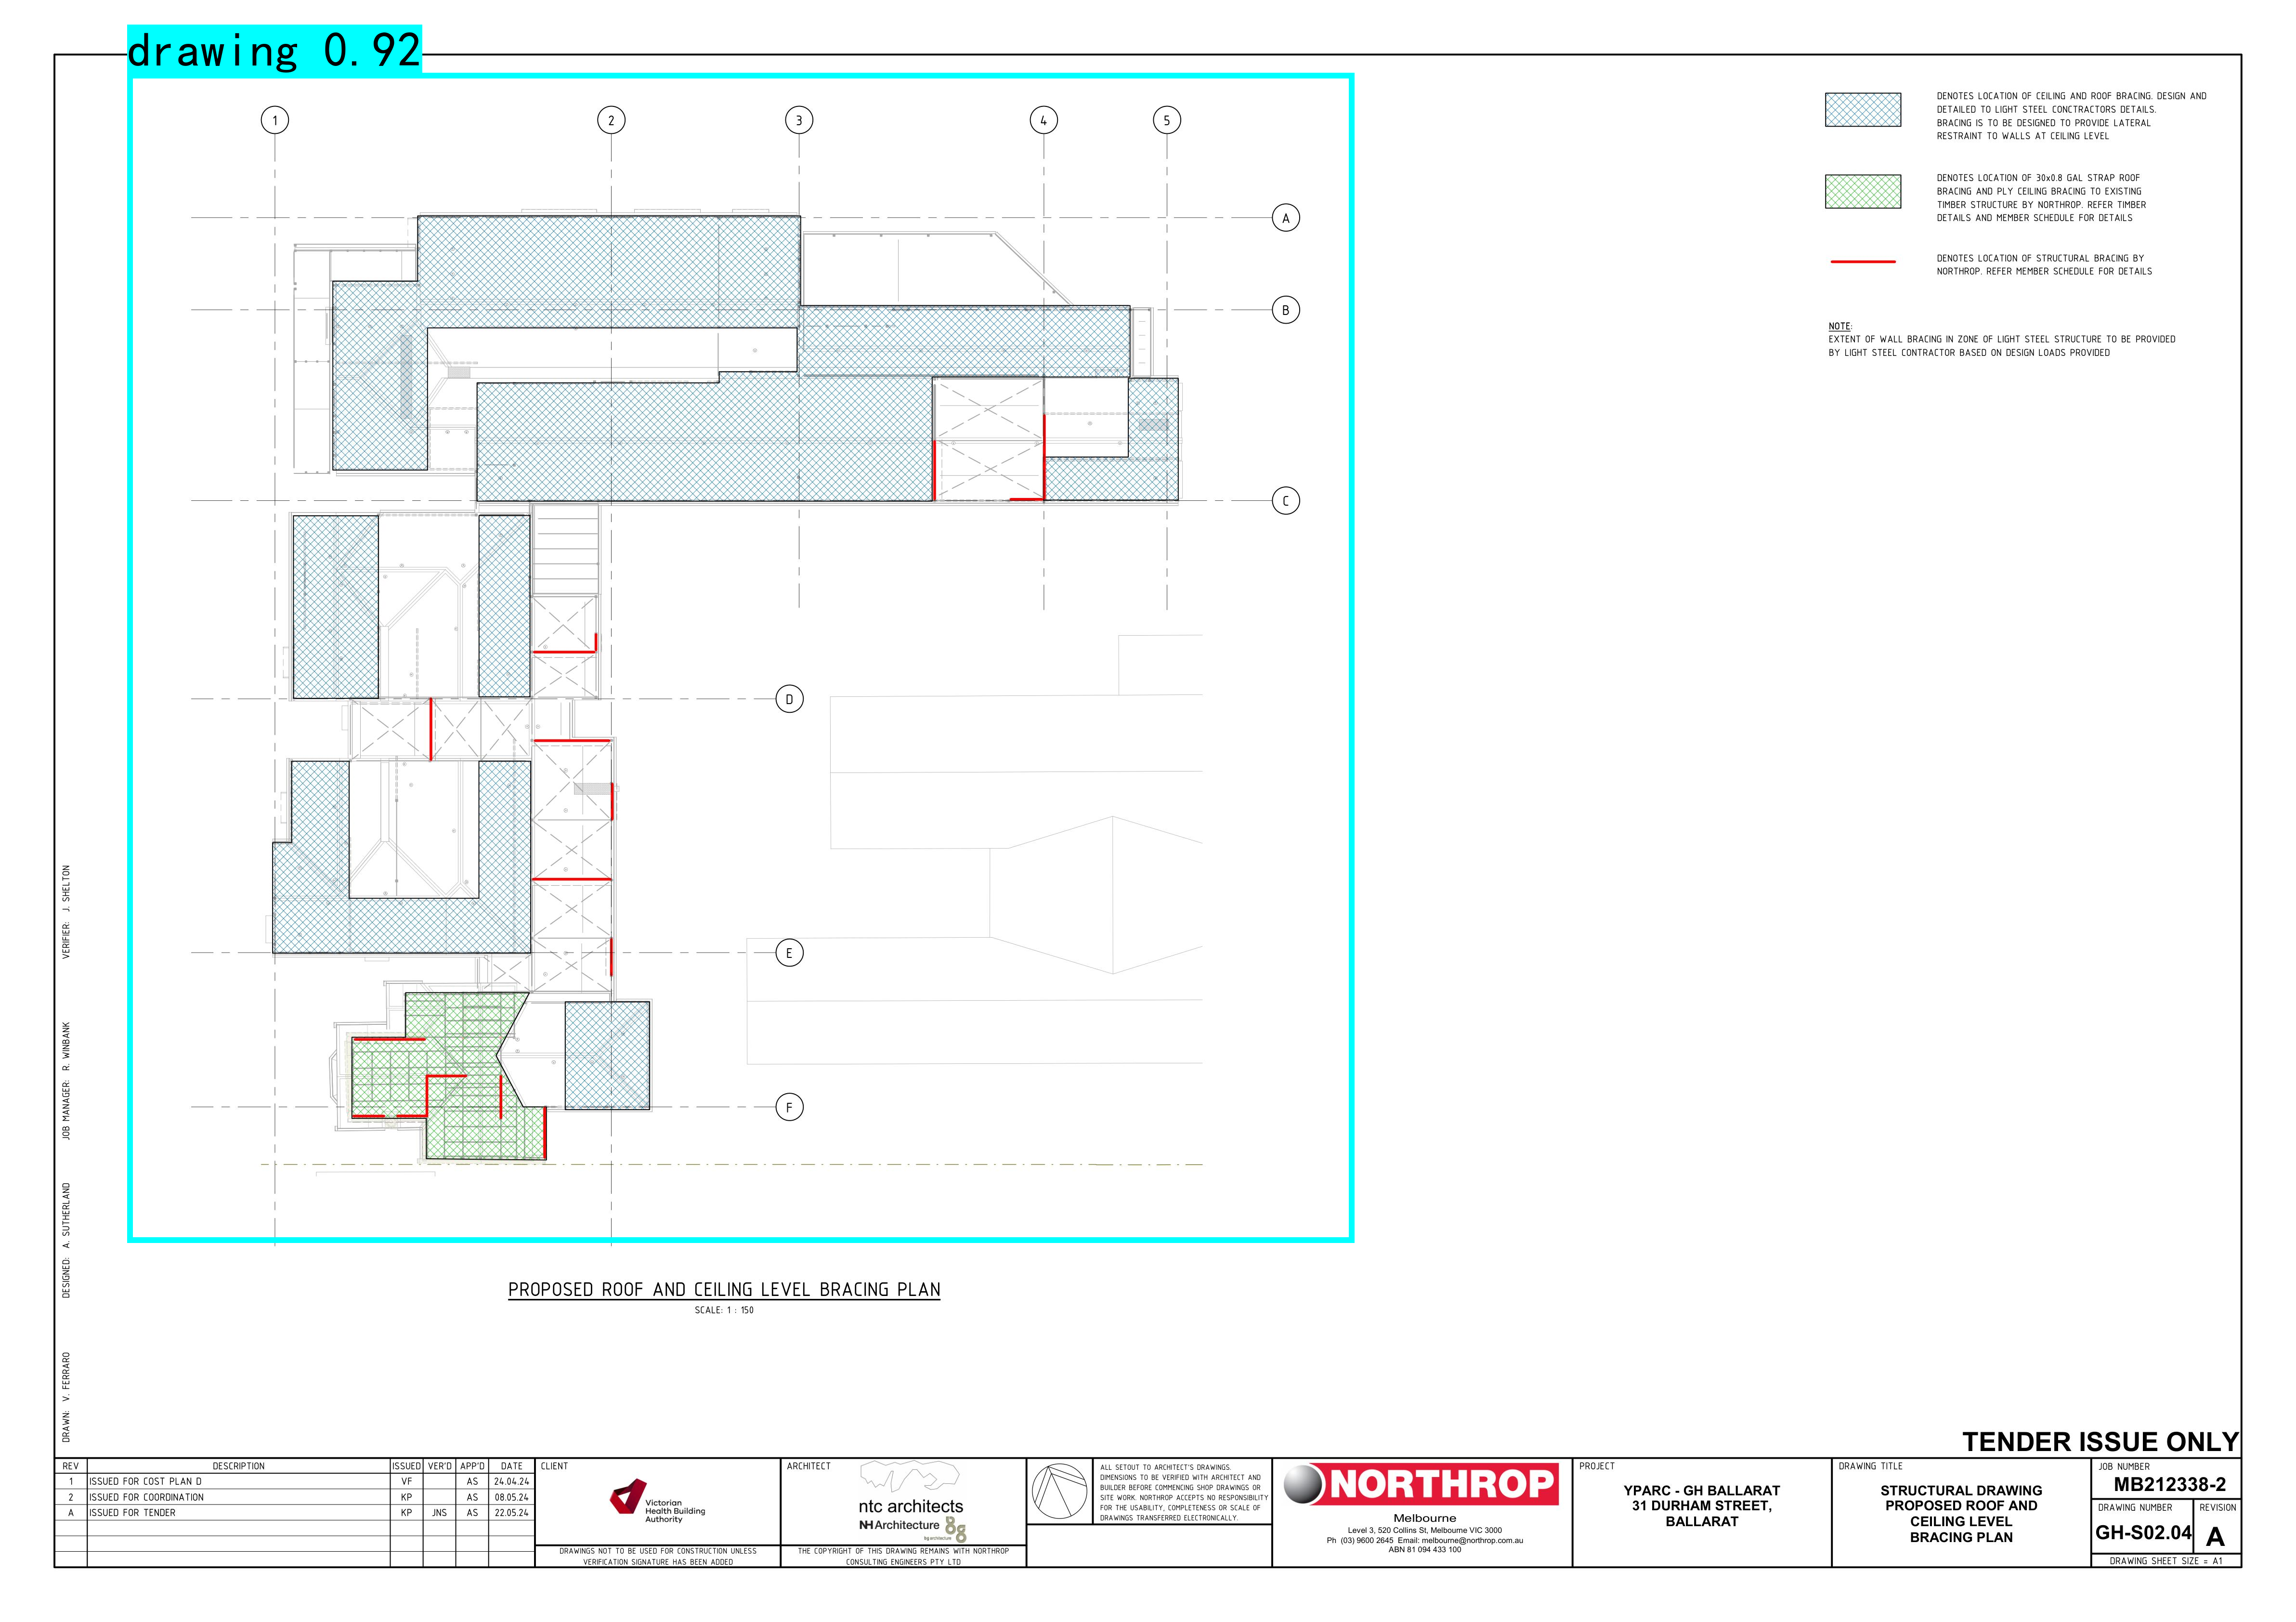 drawing 0.92
1
2
3
4
5
A
B
C
D
E
F
DENOTES LOCATION OF CEILING AND ROOF BRACING. DESIGN AND
DETAILED TO LIGHT STEEL CONCTRACTORS DETAILS.
BRACING IS TO BE DESIGNED TO PROVIDE LATERAL
RESTRAINT TO WALLS AT CEILING LEVEL
DENOTES LOCATION OF 30x0.8 GAL STRAP ROOF
BRACING AND PLY CEILING BRACING TO EXISTING
TIMBER STRUCTURE BY NORTHROP. REFER TIMBER
DETAILS AND MEMBER SCHEDULE FOR DETAILS
DENOTES LOCATION OF STRUCTURAL BRACING BY
NORTHROP. REFER MEMBER SCHEDULE FOR DETAILS
NOTE:
EXTENT OF WALL BRACING IN ZONE OF LIGHT STEEL STRUCTURE TO BE PROVIDED
BY LIGHT STEEL CONTRACTOR BASED ON DESIGN LOADS PROVIDED
PROPOSED ROOF AND CEILING LEVEL BRACING PLAN
SCALE: 1 : 150
DRAWN: V. FERRARO DESIGNED: A. SUTHERLAND JOB MANAGER: R. WINBANK VERIFIER: J. SHELTON
TENDER ISSUE ONLY
REV DESCRIPTION ISSUED VER'D APP'D DATE
1 ISSUED FOR COST PLAN D VF AS 24.04.24
2 ISSUED FOR COORDINATION KP AS 08.05.24
A ISSUED FOR TENDER KP JNS AS 22.05.24
CLIENT
Victorian
Health Building
Authority
DRAWINGS NOT TO BE USED FOR CONSTRUCTION UNLESS
VERIFICATION SIGNATURE HAS BEEN ADDED
ARCHITECT
ntc architects
NH Architecture
bg architecture
THE COPYRIGHT OF THIS DRAWING REMAINS WITH NORTHROP
CONSULTING ENGINEERS PTY LTD
ALL SETOUT TO ARCHITECT'S DRAWINGS.
DIMENSIONS TO BE VERIFIED WITH ARCHITECT AND
BUILDER BEFORE COMMENCING SHOP DRAWINGS OR
SITE WORK. NORTHROP ACCEPTS NO RESPONSIBILITY
FOR THE USABILITY, COMPLETENESS OR SCALE OF
DRAWINGS TRANSFERRED ELECTRONICALLY.
NORTHROP
Melbourne
Level 3, 520 Collins St, Melbourne VIC 3000
Ph (03) 9600 2645 Email: melbourne@northrop.com.au
ABN 81 094 433 100
PROJECT
YPARC - GH BALLARAT
31 DURHAM STREET,
BALLARAT
DRAWING TITLE
STRUCTURAL DRAWING
PROPOSED ROOF AND
CEILING LEVEL
BRACING PLAN
JOB NUMBER
MB212338-2
DRAWING NUMBER REVISION
GH-S02.04 A
DRAWING SHEET SIZE = A1